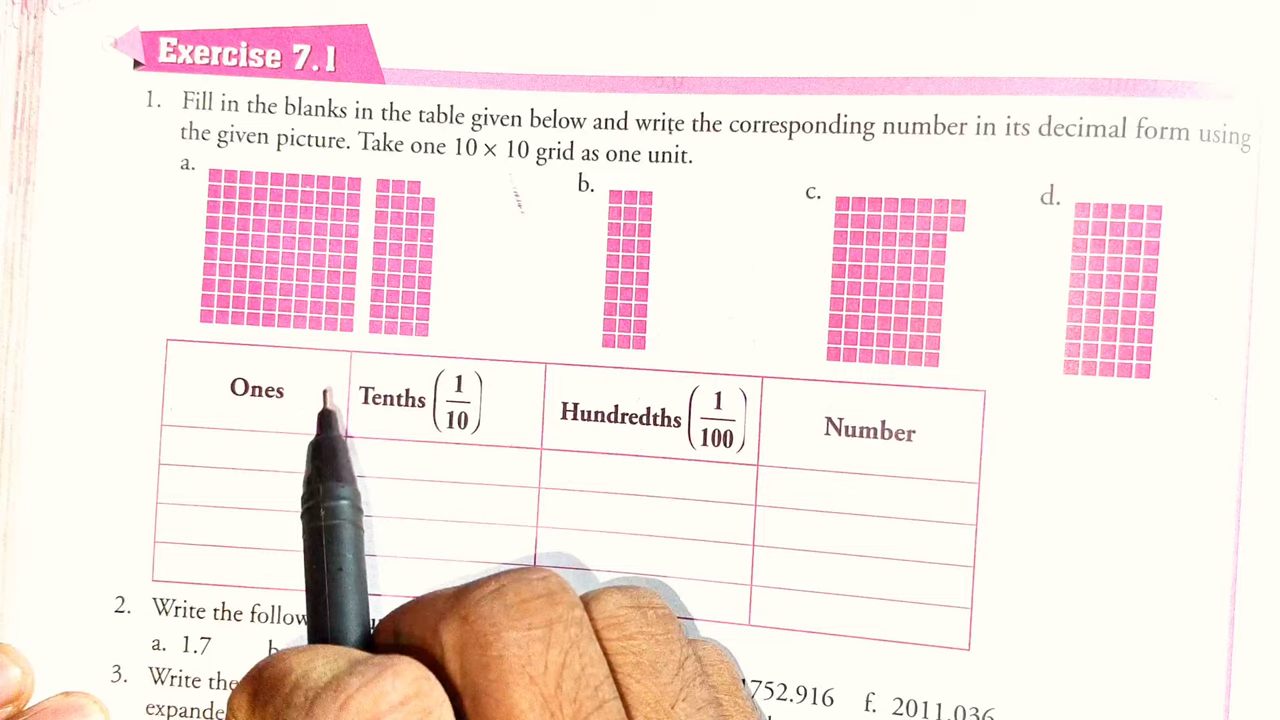 Exercise 7.1
1. Fill in the blanks in the table given below and write the corresponding number in its decimal form using
the given picture. Take one 10 × 10 grid as one unit.
a. b. c. d.
Ones Tenths (1/10) Hundredths (1/100) Number
2. Write the follow
a. 1.7
3. Write the 752.916 f. 2011.036
expande